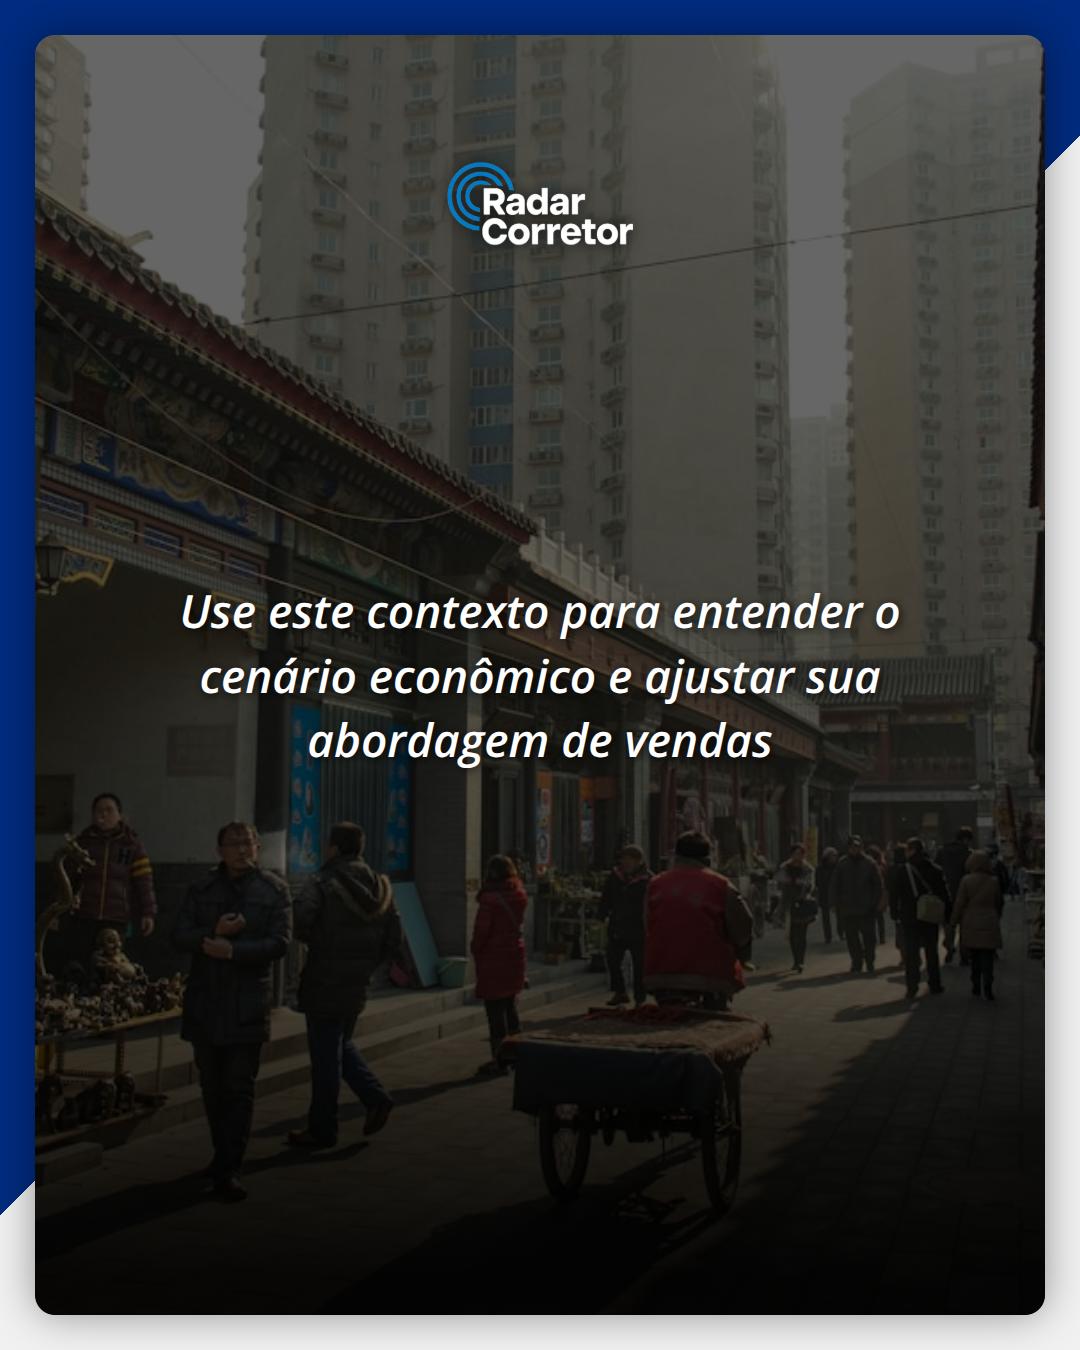 Radar
Corretor
Use este contexto para entender o
cenário econômico e ajustar sua
abordagem de vendas